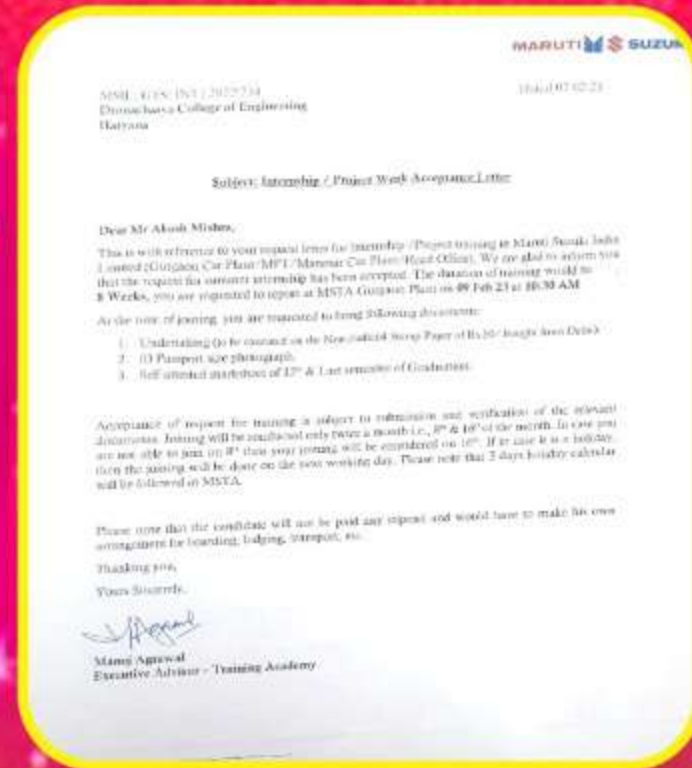 MARUTI SUZUK
Dated 07.02.23
Dronacharya College of Engineering
Haryana
Subject: Internship / Project Work Acceptance Letter
Dear Mr Akash Mishra,
This is with reference to your request letter for Internship / Project training in Maruti Suzuki India
Limited (Gurgaon Car Plant/MPT/Manesar Car Plant/Head Office). We are glad to inform you
that the request for summer internship has been accepted. The duration of training would be
8 Weeks, you are requested to report at MSTA Gurgaon Plant on 09 Feb 23 at 10:30 AM
At the time of joining, you are requested to bring following documents:
1. Undertaking (to be executed on the Non-Judicial Stamp Paper of Rs.10/-
2. 03 Passport size photograph.
3. Self attested marksheet of 12th & Last semester of Graduation.
Acceptance of request for training is subject to submission and verification of the relevant
documents. Joining will be conducted only twice a month i.e., 8th & 16th of the month. In case you
are not able to join on 8th then your joining will be considered on 16th. If in case it is a holiday,
then the joining will be done on the next working day. Please note that 3 days holiday calendar
will be followed in MSTA.
Please note that the candidate will not be paid any stipend and would have to make his own
arrangement for boarding, lodging, transport, etc.
Thanking you,
Yours Sincerely,
Manoj Agrawal
Executive Advisor - Training Academy